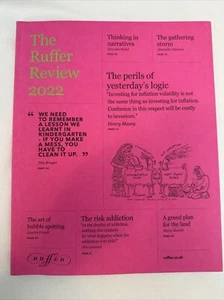 The
Ruffer
Review
2022
Thinking in
narratives
The gathering
storm
The perils of
yesterday's logic
"Investing for inflation volatility is not
the same thing as investing for inflation.
Confusion in this respect will be costly
to investors."
Henry Maxey
" WE NEED
TO REMEMBER
A LESSON WE
LEARNT IN
KINDERGARTEN
– IF YOU MAKE
A MESS, YOU
HAVE TO
CLEAN IT UP. "
The art of
bubble spotting
The risk addiction
A grand plan
for the land
ruffer
ruffer.co.uk